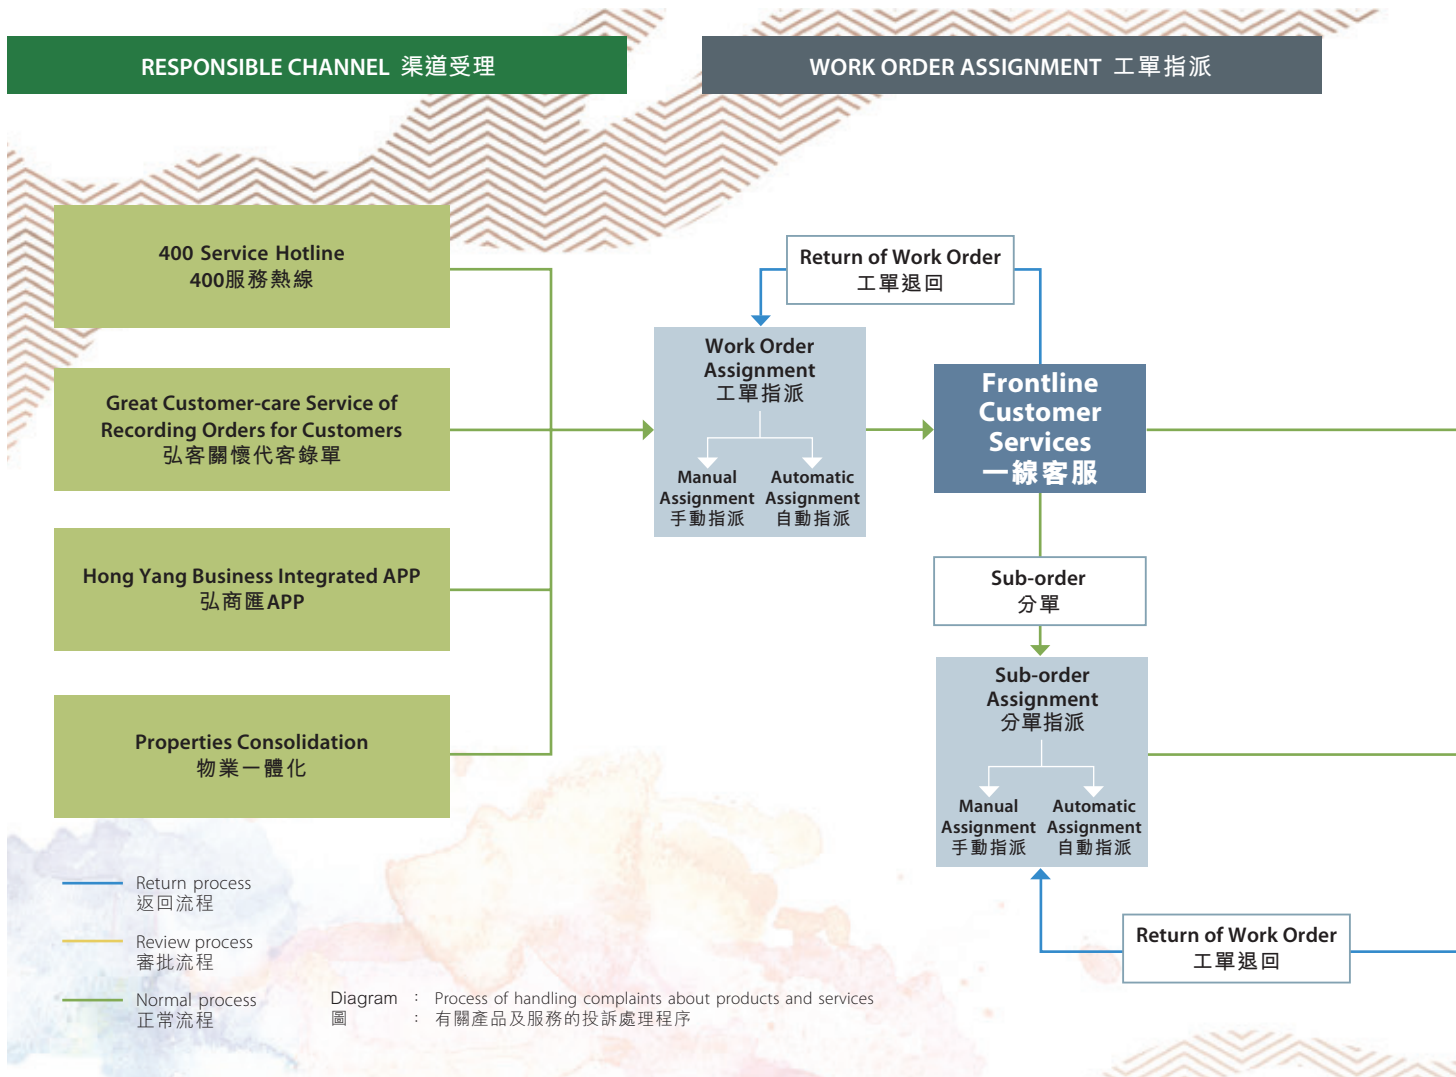 RESPONSIBLE CHANNEL 渠道受理
WORK ORDER ASSIGNMENT 工單指派
400 Service Hotline
400服務熱線
Great Customer-care Service of
Recording Orders for Customers
弘客關懷代客錄單
Hong Yang Business Integrated APP
弘商匯APP
Properties Consolidation
物業一體化
Return of Work Order
工單退回
Work Order
Assignment
工單指派
Manual
Assignment
手動指派
Automatic
Assignment
自動指派
Frontline
Customer
Services
一線客服
Sub-order
分單
Sub-order
Assignment
分單指派
Manual
Assignment
手動指派
Automatic
Assignment
自動指派
Return of Work Order
工單退回
Return process
返回流程
Review process
審批流程
Normal process
正常流程
Diagram : Process of handling complaints about products and services
圖 : 有關產品及服務的投訴處理程序